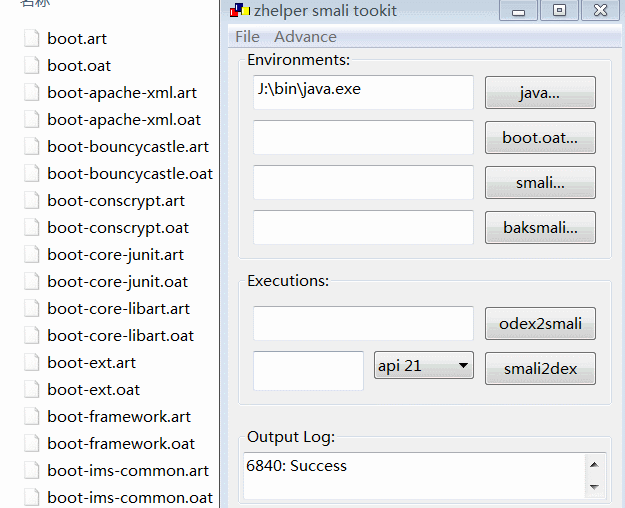 名称
boot.art
boot.oat
boot-apache-xml.art
boot-apache-xml.oat
boot-bouncycastle.art
boot-bouncycastle.oat
boot-conscrypt.art
boot-conscrypt.oat
boot-core-junit.art
boot-core-junit.oat
boot-core-libart.art
boot-core-libart.oat
boot-ext.art
boot-ext.oat
boot-framework.art
boot-framework.oat
boot-ims-common.art
boot-ims-common.oat
zhelper smali tookit
File Advance
Environments:
J:\bin\java.exe java...
boot.oat...
smali...
baksmali...
Executions:
odex2smali
api 21 smali2dex
Output Log:
6840: Success